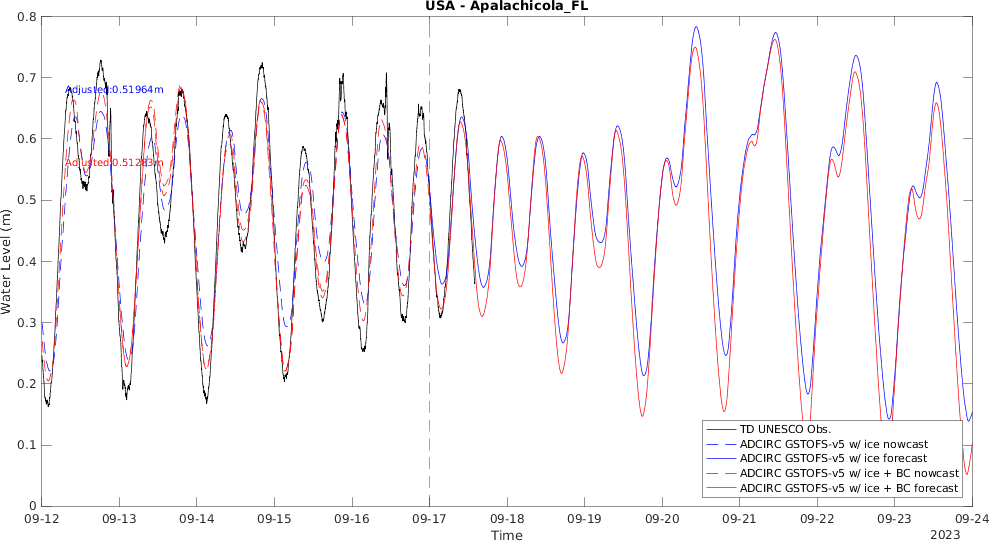 USA - Apalachicola_FL
0.8
0.7
0.6
0.5
0.4
0.3
0.2
0.1
0
Water Level (m)
Adjusted:0.51964m
09-12
09-13
09-14
09-15
09-16
09-17
09-18
09-19
09-20
09-21
09-22
09-23
09-24
Time
2023
TD UNESCO Obs.
ADCIRC GSTOFS-v5 w/ ice nowcast
ADCIRC GSTOFS-v5 w/ ice forecast
ADCIRC GSTOFS-v5 w/ ice + BC nowcast
ADCIRC GSTOFS-v5 w/ ice + BC forecast